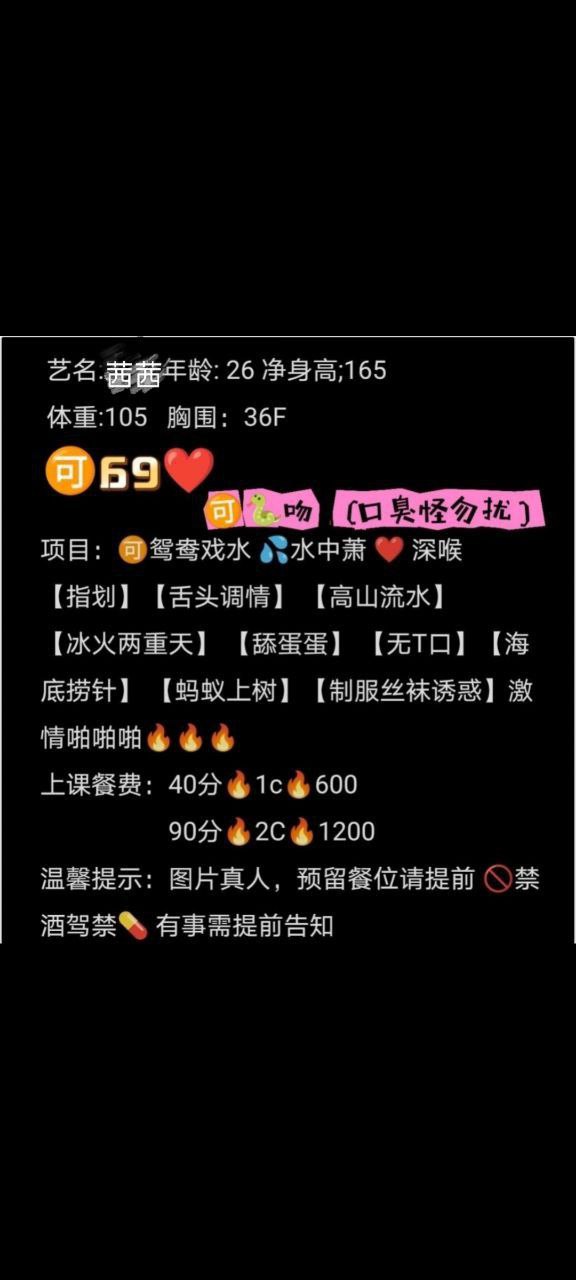 艺名:茜茜年龄: 26 净身高;165
体重:105 胸围：36F
🉑69❤️
🉑🐍吻 (口臭怪勿扰)
项目：🉑鸳鸯戏水 💦水中萧 ❤️ 深喉
【指划】【舌头调情】 【高山流水】
【冰火两重天】 【舔蛋蛋】 【无T口】【海
底捞针】 【蚂蚁上树】【制服丝袜诱惑】激
情啪啪啪🔥🔥🔥
上课餐费：40分🔥1c🔥600
90分🔥2C🔥1200
温馨提示：图片真人，预留餐位请提前 🚫禁
酒驾禁💊 有事需提前告知